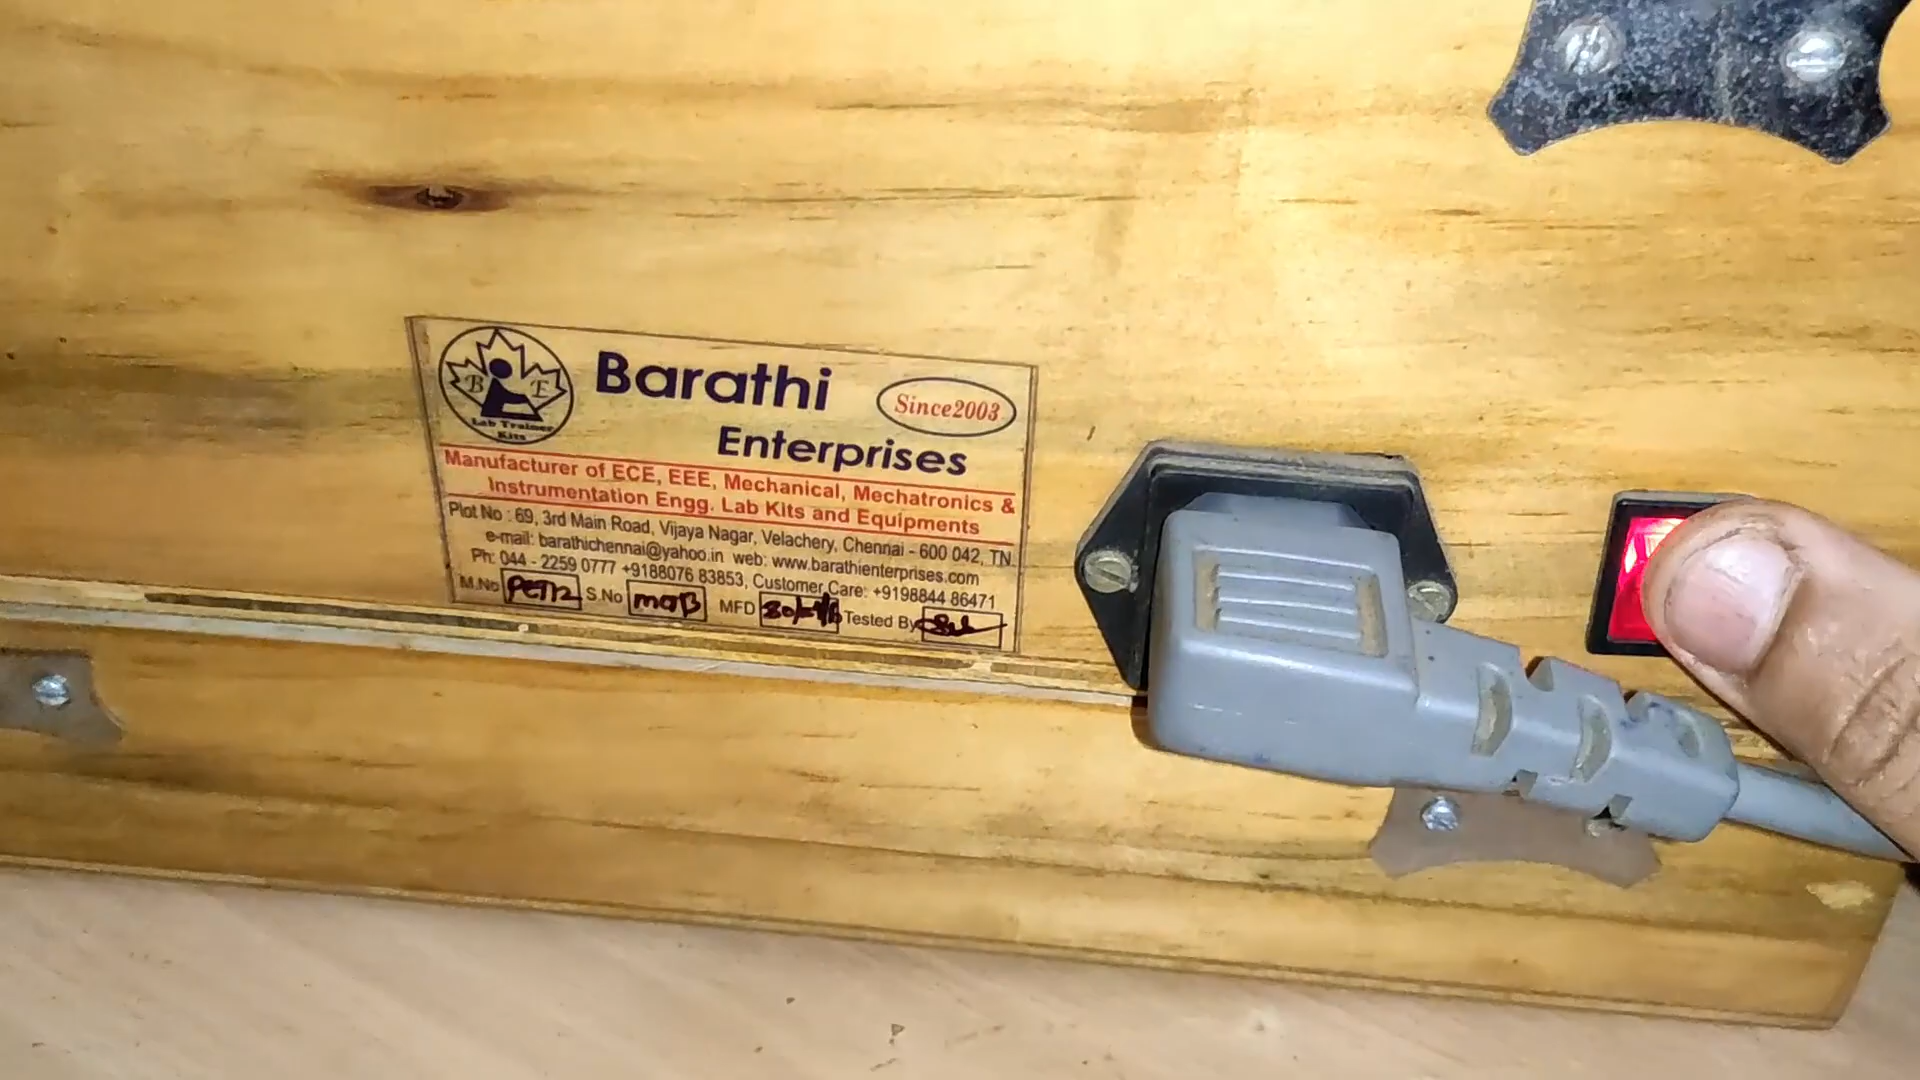 B E
Lab Trainer
Kits
Barathi
Since2003
Enterprises
Manufacturer of ECE, EEE, Mechanical, Mechatronics &
Instrumentation Engg. Lab Kits and Equipments
Plot No : 69, 3rd Main Road, Vijaya Nagar, Velachery, Chennai - 600 042, TN
e-mail: barathichennai@yahoo.in web: www.barathienterprises.com
Ph: 044 - 2259 0777 +9188076 83853, Customer Care: +9198844 86471
M.No S.No MFD Tested By